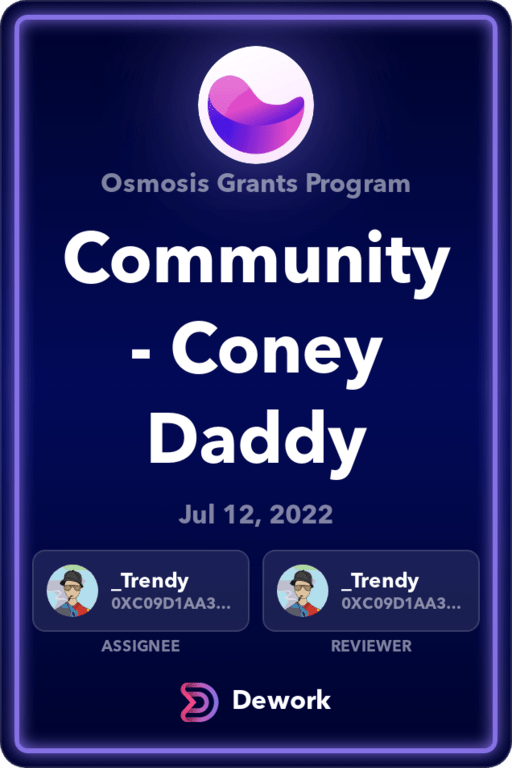 Osmosis Grants Program
Community
- Coney
Daddy
Jul 12, 2022
_Trendy
0XC09D1AA3...
_Trendy
0XC09D1AA3...
ASSIGNEE
REVIEWER
Dework